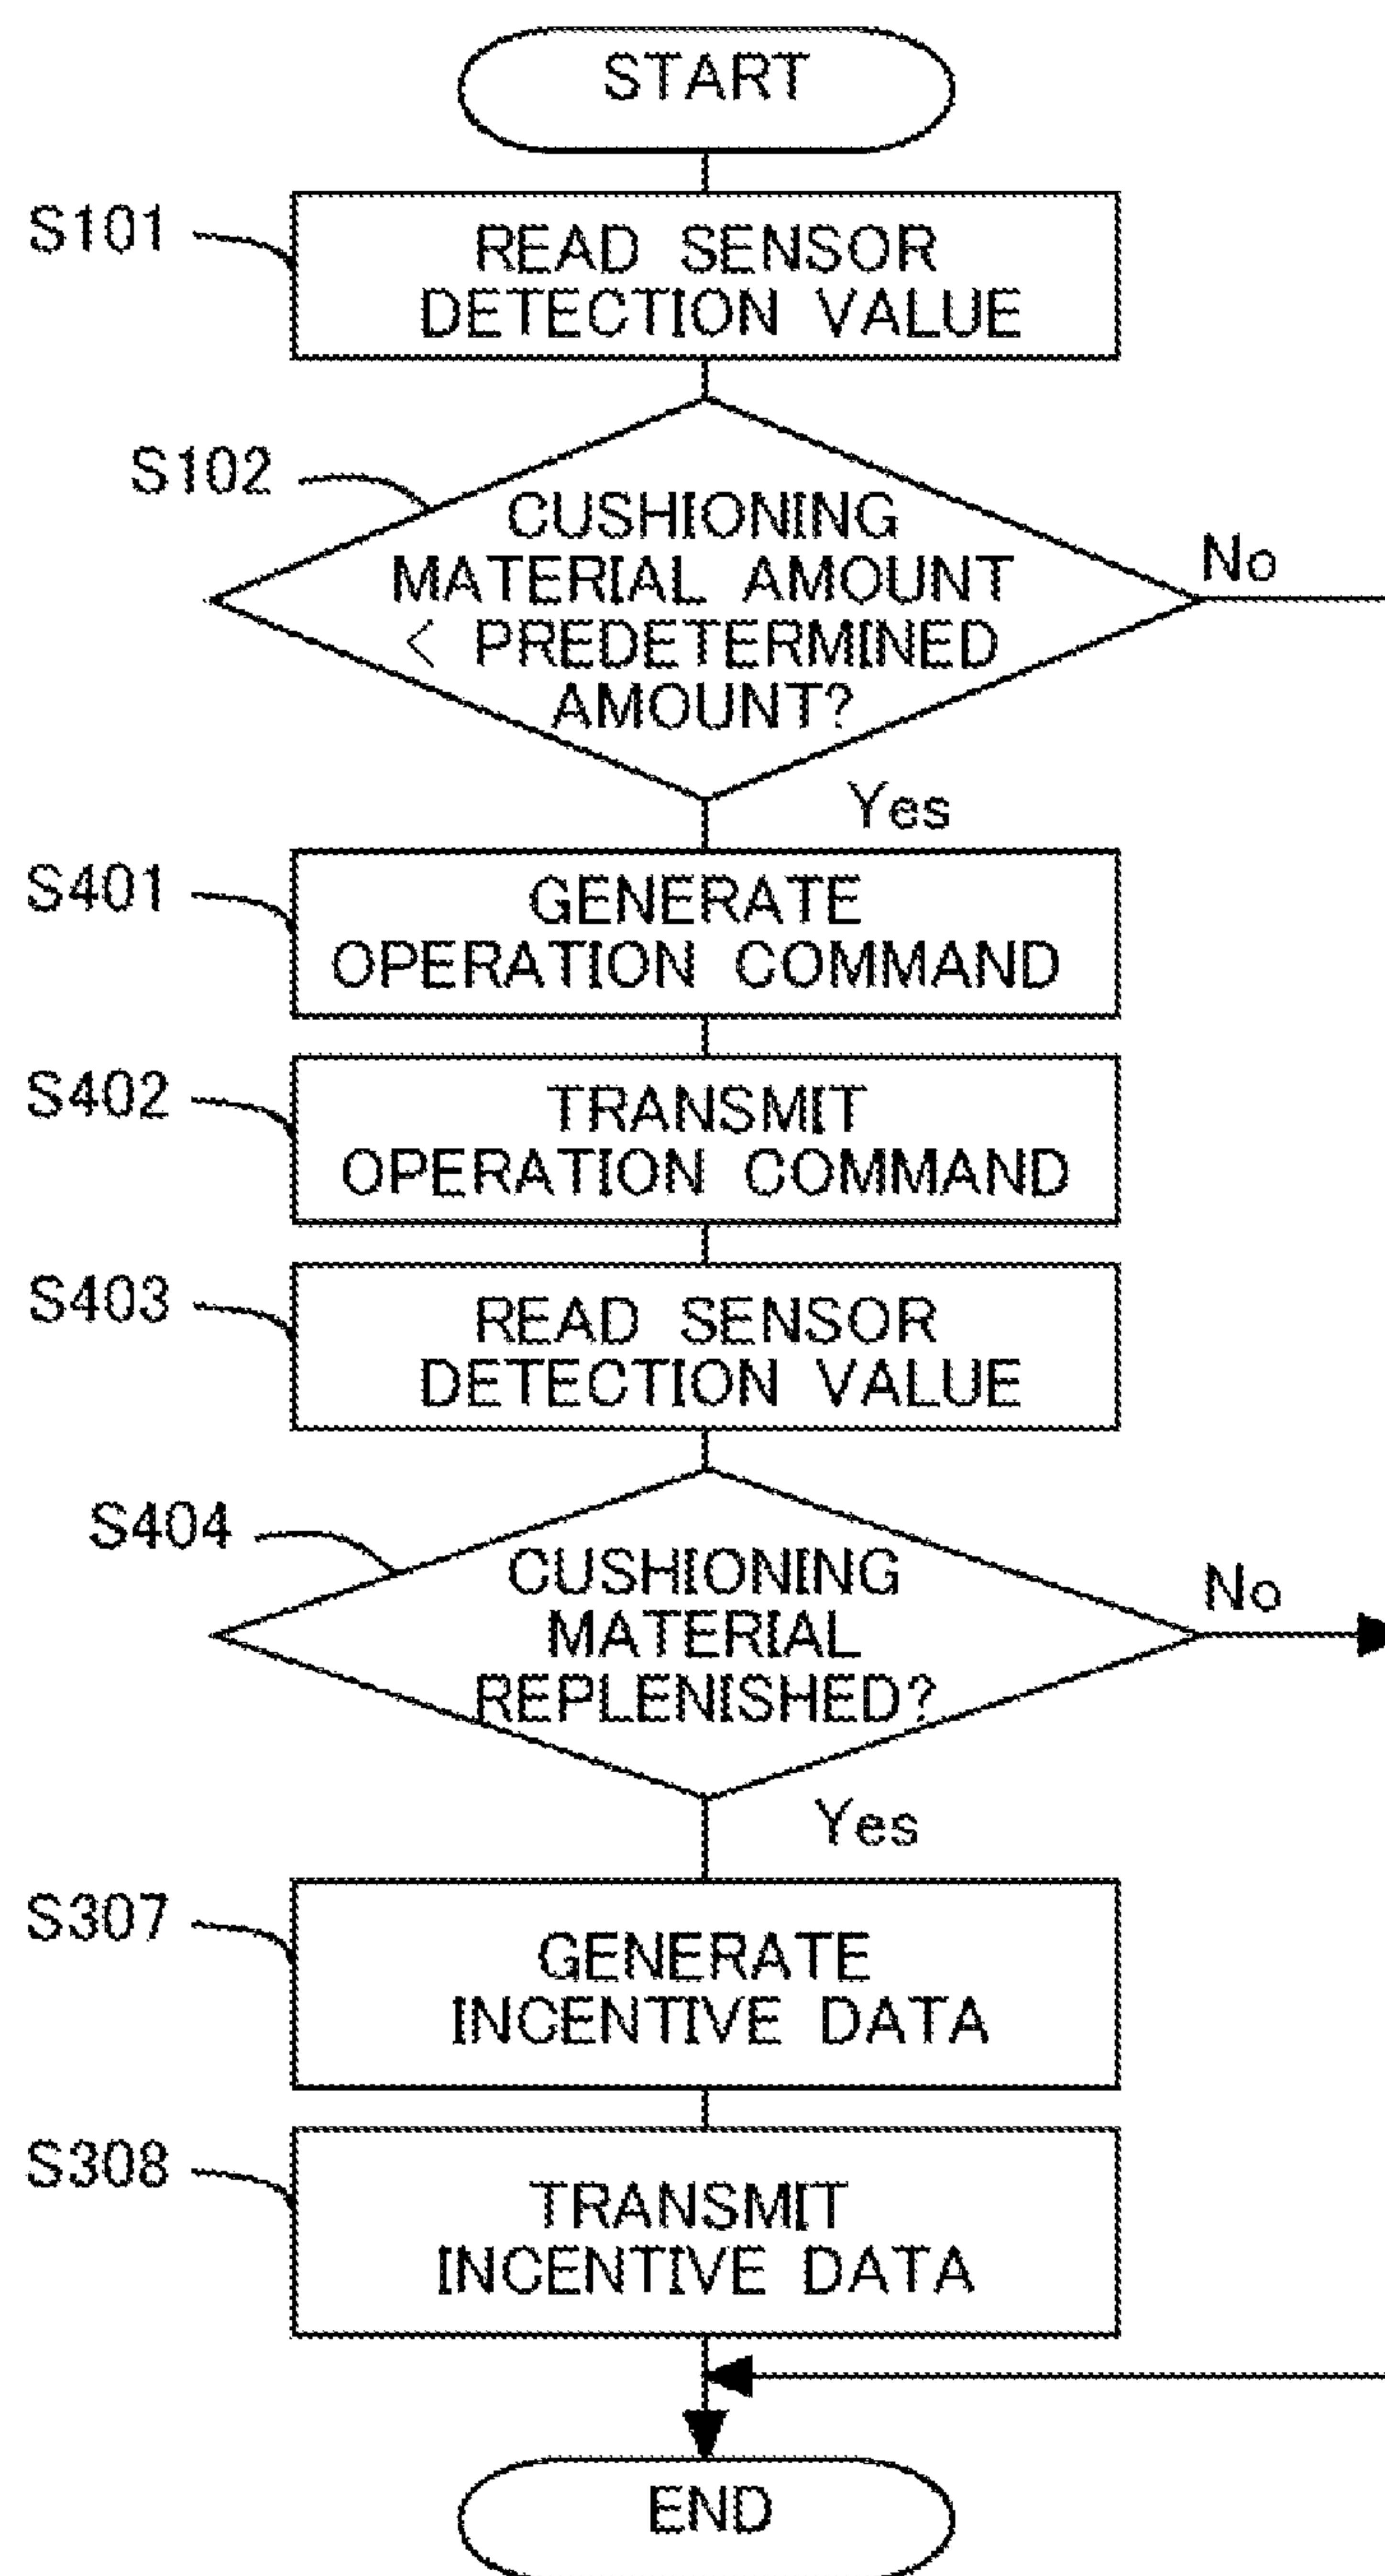 START
S101
READ SENSOR
DETECTION VALUE
S102
CUSHIONING
MATERIAL AMOUNT
< PREDETERMINED
AMOUNT?
No
Yes
S401
GENERATE
OPERATION COMMAND
S402
TRANSMIT
OPERATION COMMAND
S403
READ SENSOR
DETECTION VALUE
S404
CUSHIONING
MATERIAL
REPLENISHED?
No
Yes
S307
GENERATE
INCENTIVE DATA
S308
TRANSMIT
INCENTIVE DATA
END